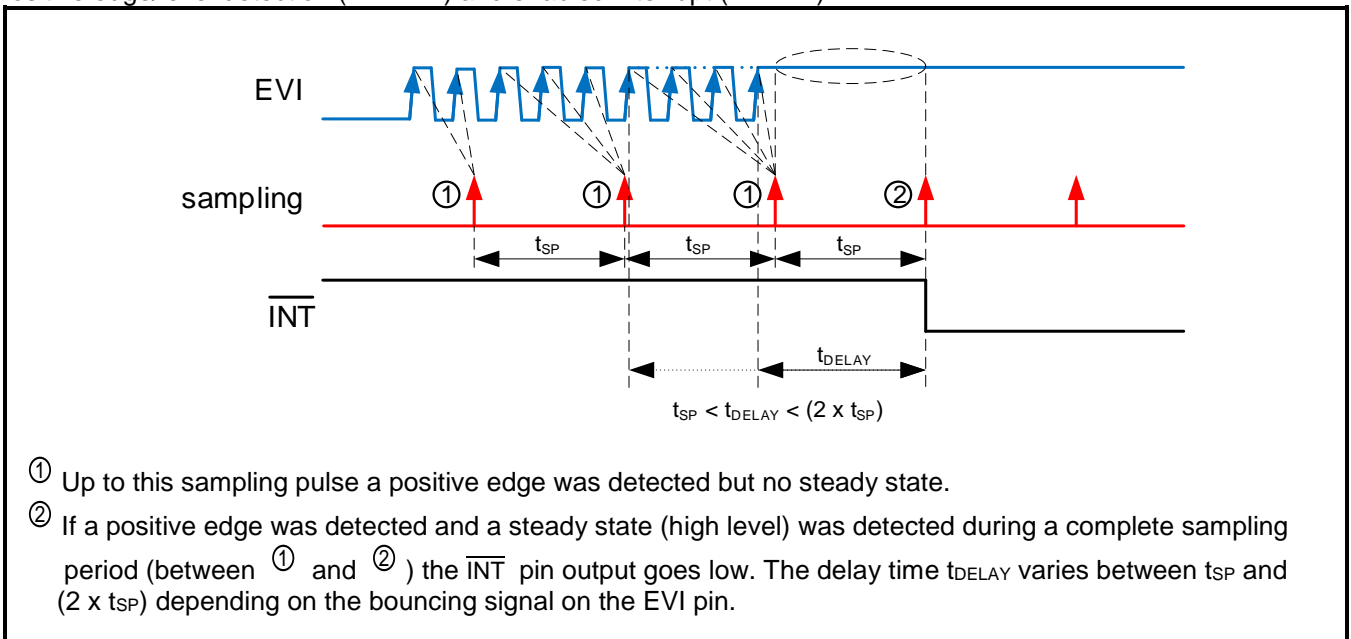 EVI
sampling
① ① ① ②
tSP tSP tSP
INT
tDELAY
tSP < tDELAY < (2 x tSP)
① Up to this sampling pulse a positive edge was detected but no steady state.
② If a positive edge was detected and a steady state (high level) was detected during a complete sampling
period (between ① and ② ) the INT pin output goes low. The delay time tDELAY varies between tSP and
(2 x tSP) depending on the bouncing signal on the EVI pin.